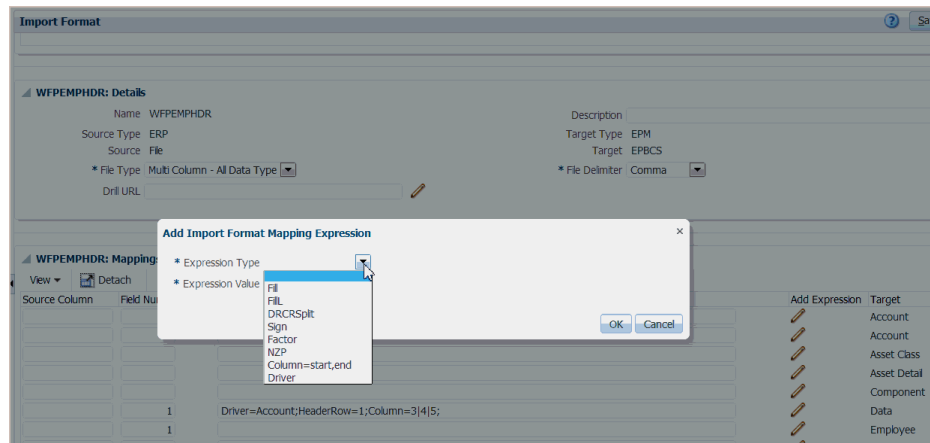 Import Format
Sa
WFPEMPHDR: Details
Name WFPEMPHDR
Description
Source Type ERP
Target Type EPM
Source File
Target EPBCS
* File Type Multi Column - All Data Type
* File Delimiter Comma
Drill URL
Add Import Format Mapping Expression
×
* Expression Type
* Expression Value
Fill
FillL
DRCRSplit
Sign
Factor
NZP
Column=start,end
Driver
OK Cancel
WFPEMPHDR: Mapping
View Detach
Source Column Field Nu Add Expression Target
Account
Account
Asset Class
Asset Detail
Component
1 Driver=Account;HeaderRow=1;Column=3|4|5; Data
1 Employee